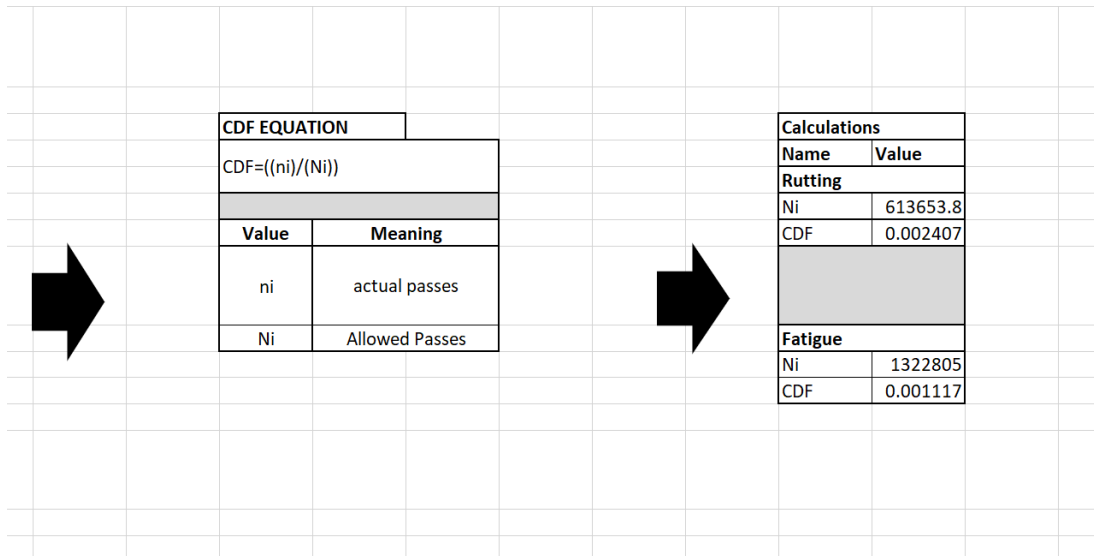 CDF EQUATION
CDF=((ni)/(Ni))
Value Meaning
ni actual passes
Ni Allowed Passes
Calculations
Name Value
Rutting
Ni 613653.8
CDF 0.002407
Fatigue
Ni 1322805
CDF 0.001117